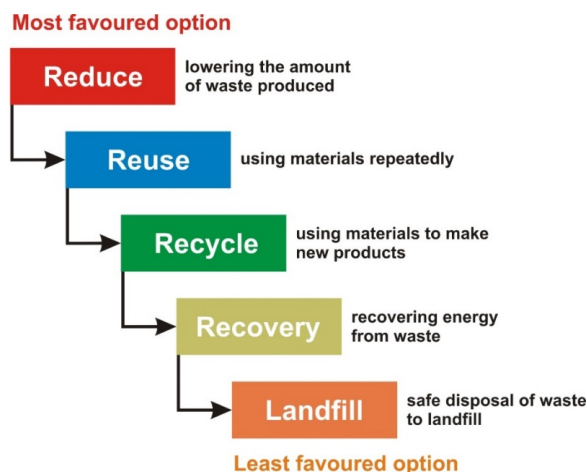 Most favoured option
Reduce
lowering the amount
of waste produced
Reuse
using materials repeatedly
Recycle
using materials to make
new products
Recovery
recovering energy
from waste
Landfill
safe disposal of waste
to landfill
Least favoured option